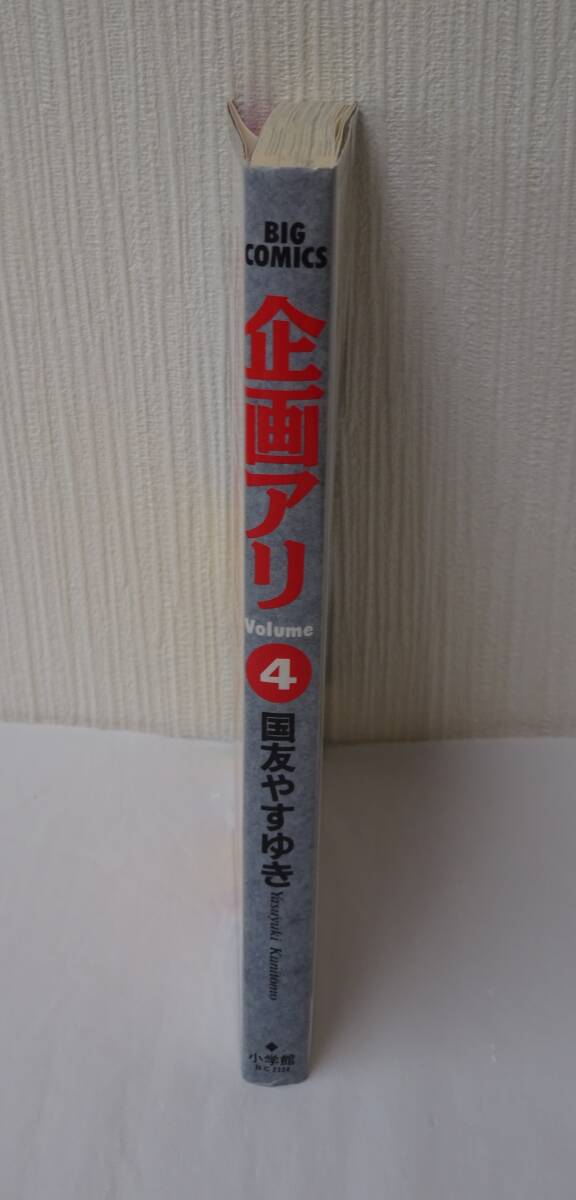 BIG
COMICS
企画アリ
Volume
4
国友やすゆき
Yasuyuki Kunitomo
◆
小学館